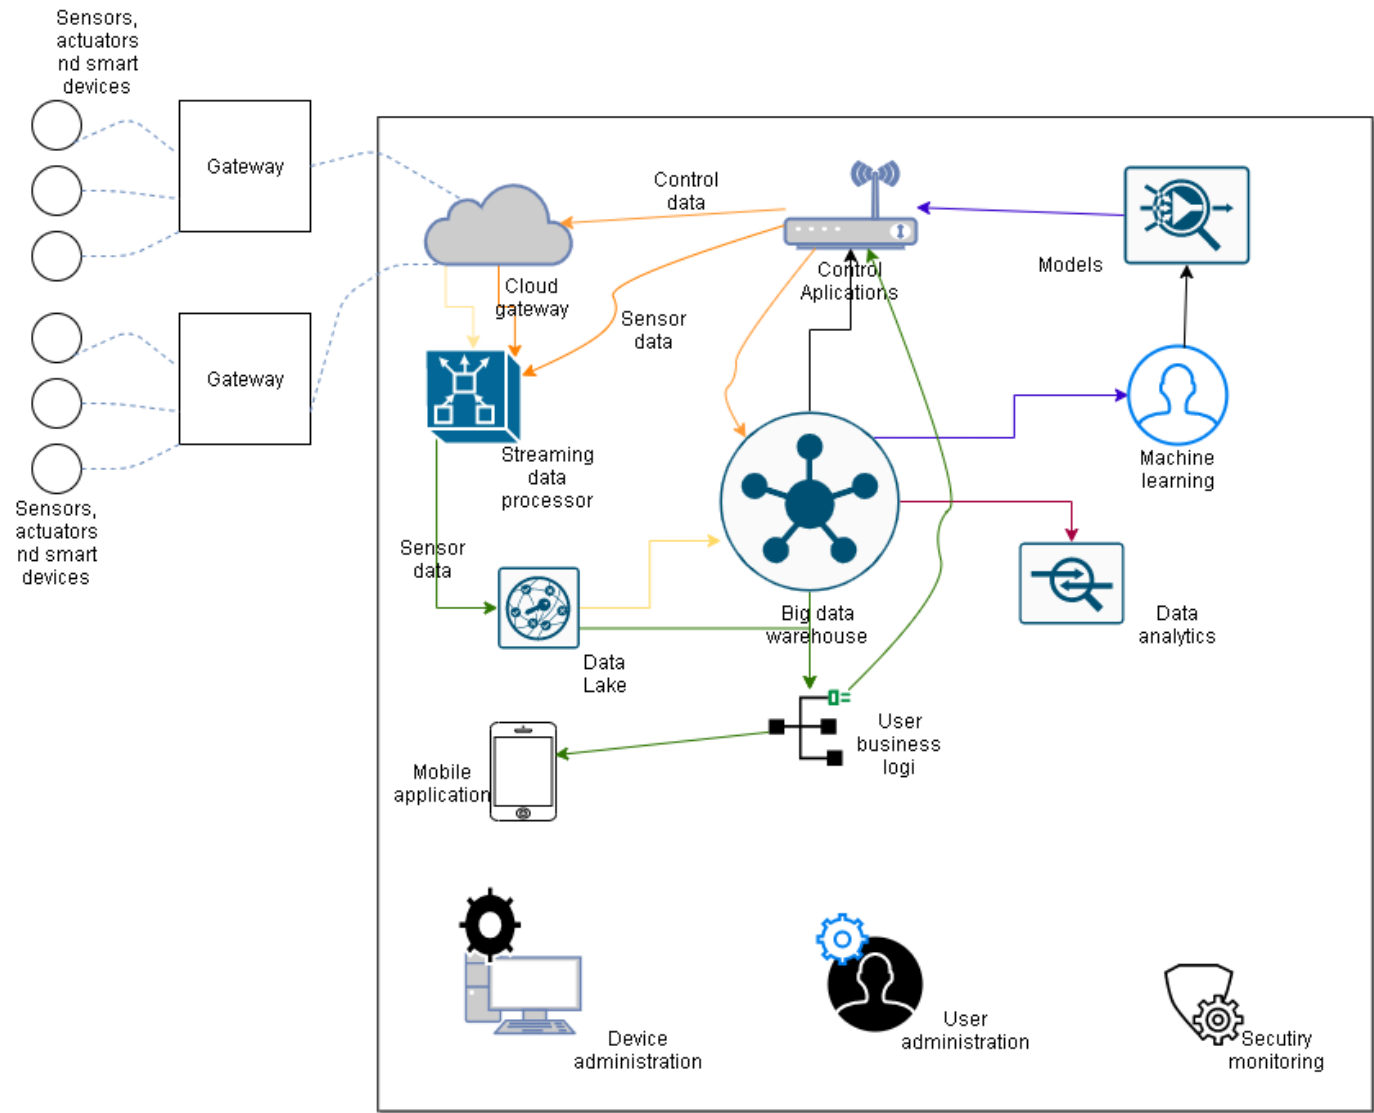 Sensors,
actuators
nd smart
devices
Gateway
Gateway
Sensors,
actuators
nd smart
devices
Control
data
Cloud
gateway
Control
Aplications
Sensor
data
Models
Streaming
data
processor
Machine
learning
Sensor
data
Data
Lake
Big data
warehouse
Data
analytics
User
business
logi
Mobile
application
Device
administration
User
administration
Secutiry
monitoring